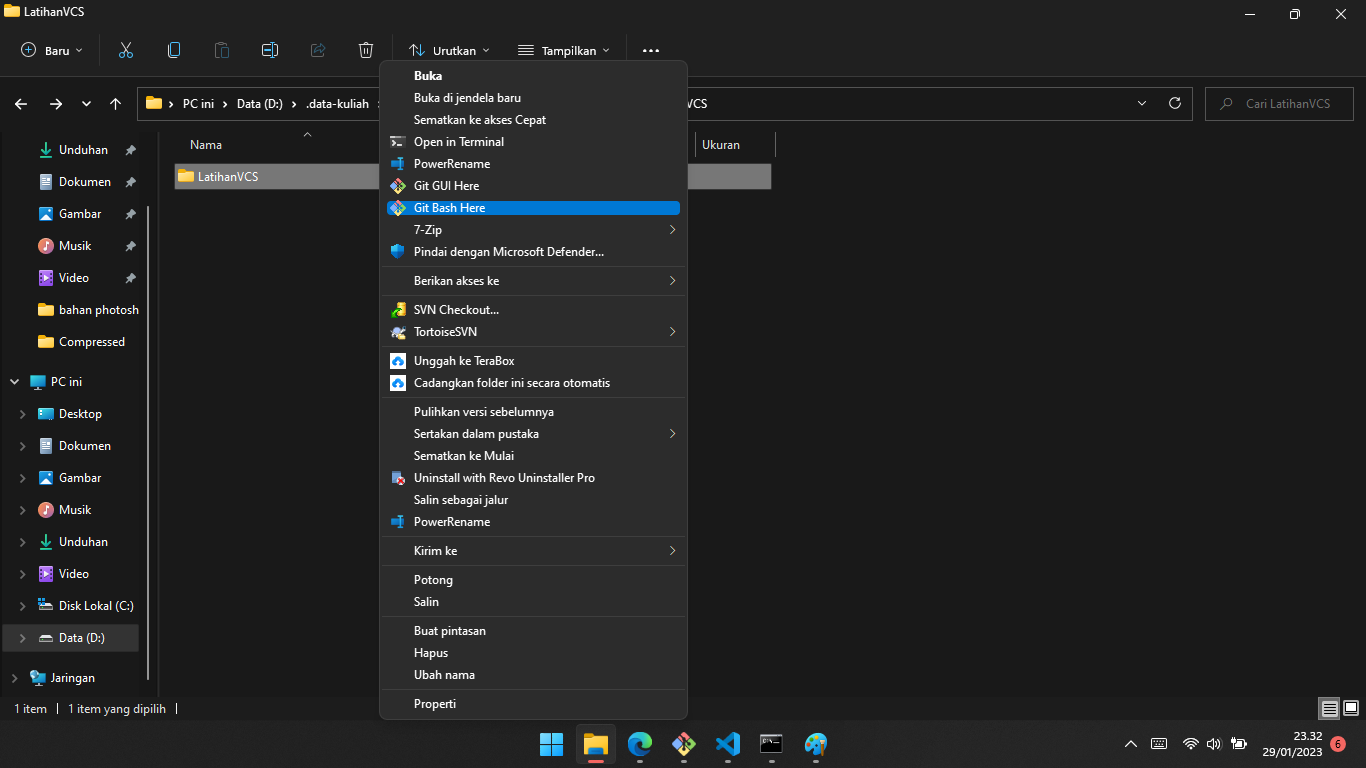 LatihanVCS
Baru
Urutkan
Tampilkan
PC ini
Data (D:)
.data-kuliah
VCS
Cari LatihanVCS
Nama
Ukuran
LatihanVCS
Unduhan
Dokumen
Gambar
Musik
Video
bahan photosh
Compressed
PC ini
Desktop
Dokumen
Gambar
Musik
Unduhan
Video
Disk Lokal (C:)
Data (D:)
Jaringan
Buka
Buka di jendela baru
Sematkan ke akses Cepat
Open in Terminal
PowerRename
Git GUI Here
Git Bash Here
7-Zip
Pindai dengan Microsoft Defender...
Berikan akses ke
SVN Checkout...
TortoiseSVN
Unggah ke TeraBox
Cadangkan folder ini secara otomatis
Pulihkan versi sebelumnya
Sertakan dalam pustaka
Sematkan ke Mulai
Uninstall with Revo Uninstaller Pro
Salin sebagai jalur
PowerRename
Kirim ke
Potong
Salin
Buat pintasan
Hapus
Ubah nama
Properti
1 item
1 item yang dipilih
23.32
29/01/2023
6